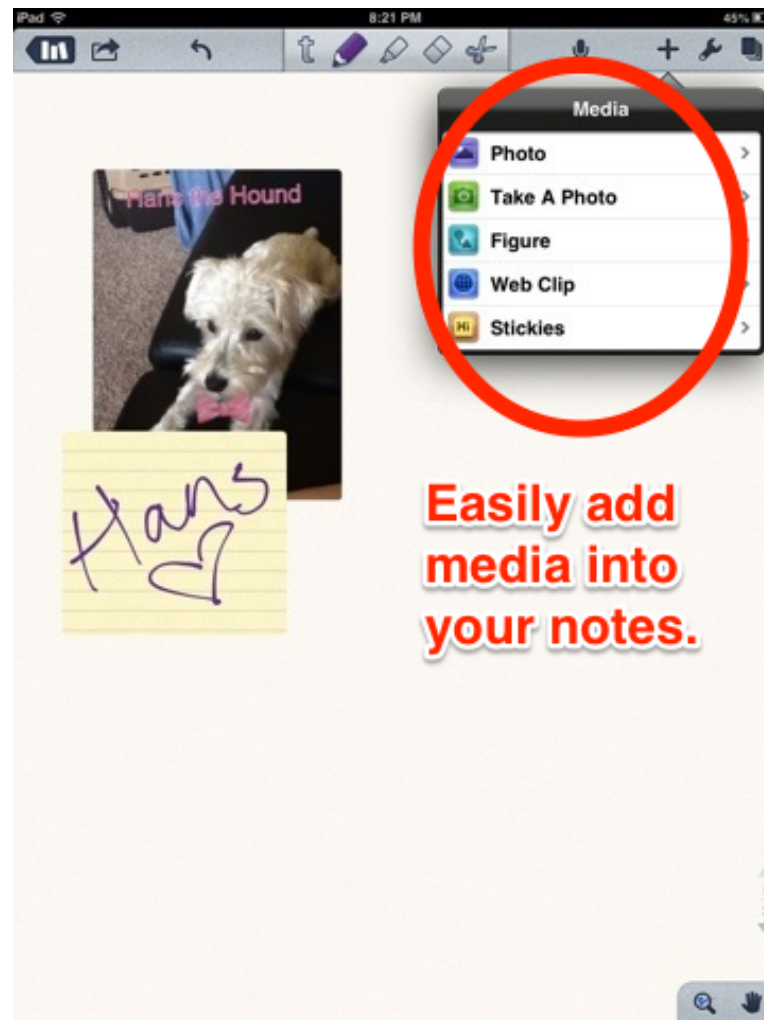 iPad
8:21 PM
45%
t
Media
Photo
Take A Photo
Figure
Web Clip
Hi
Stickies
Hans the Hound
Hans
Easily add
media into
your notes.